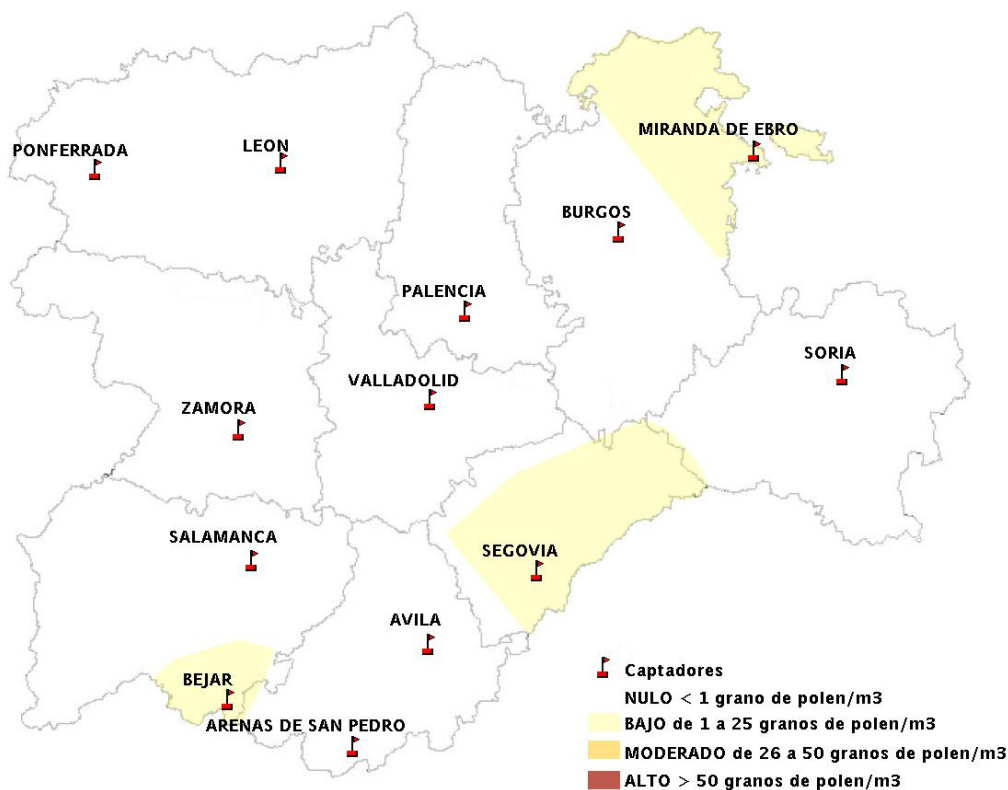 MIRANDA DE EBRO
LEON
PONFERRADA
BURGOS
PALENCIA
SORIA
VALLADOLID
ZAMORA
SALAMANCA
SEGOVIA
AVILA
BEJAR
ARENAS DE SAN PEDRO
Captadores
NULO < 1 grano de polen/m3
BAJO de 1 a 25 granos de polen/m3
MODERADO de 26 a 50 granos de polen/m3
ALTO > 50 granos de polen/m3